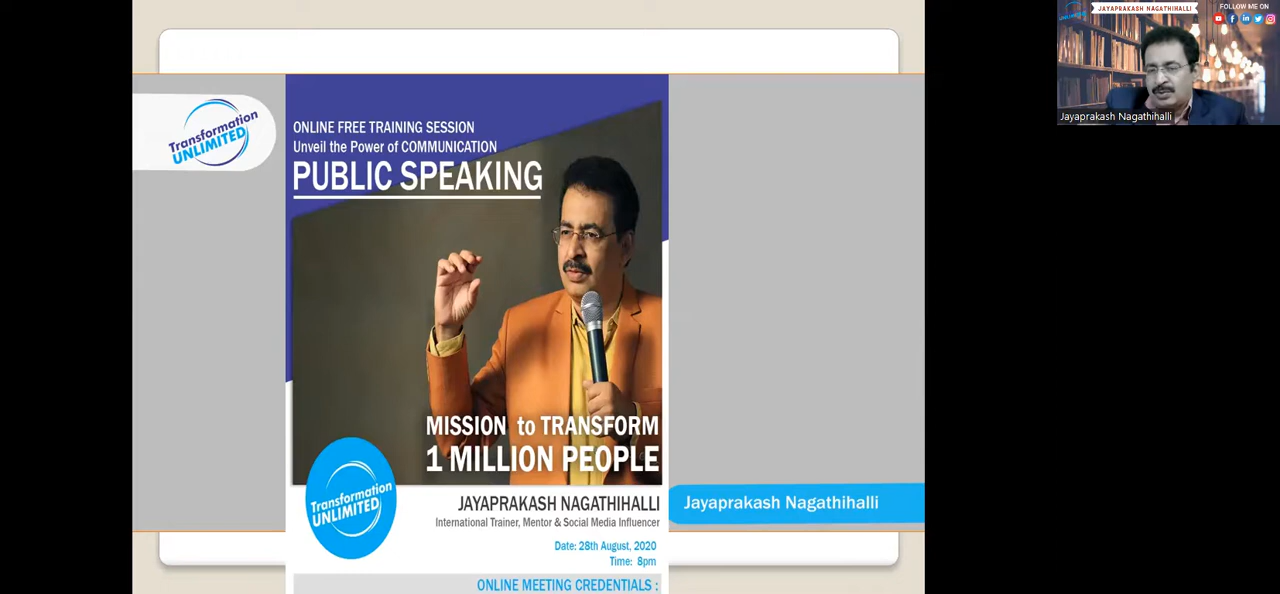 Transformation
UNLIMITED
ONLINE FREE TRAINING SESSION
Unveil the Power of COMMUNICATION
PUBLIC SPEAKING
MISSION to TRANSFORM
1 MILLION PEOPLE
Transformation
UNLIMITED
JAYAPRAKASH NAGATHIHALLI
International Trainer, Mentor & Social Media Influencer
Date: 28th August, 2020
Time: 8pm
ONLINE MEETING CREDENTIALS :
Jayaprakash Nagathihalli
JAYAPRAKASH NAGATHIHALLI
FOLLOW ME ON
Jayaprakash Nagathihalli